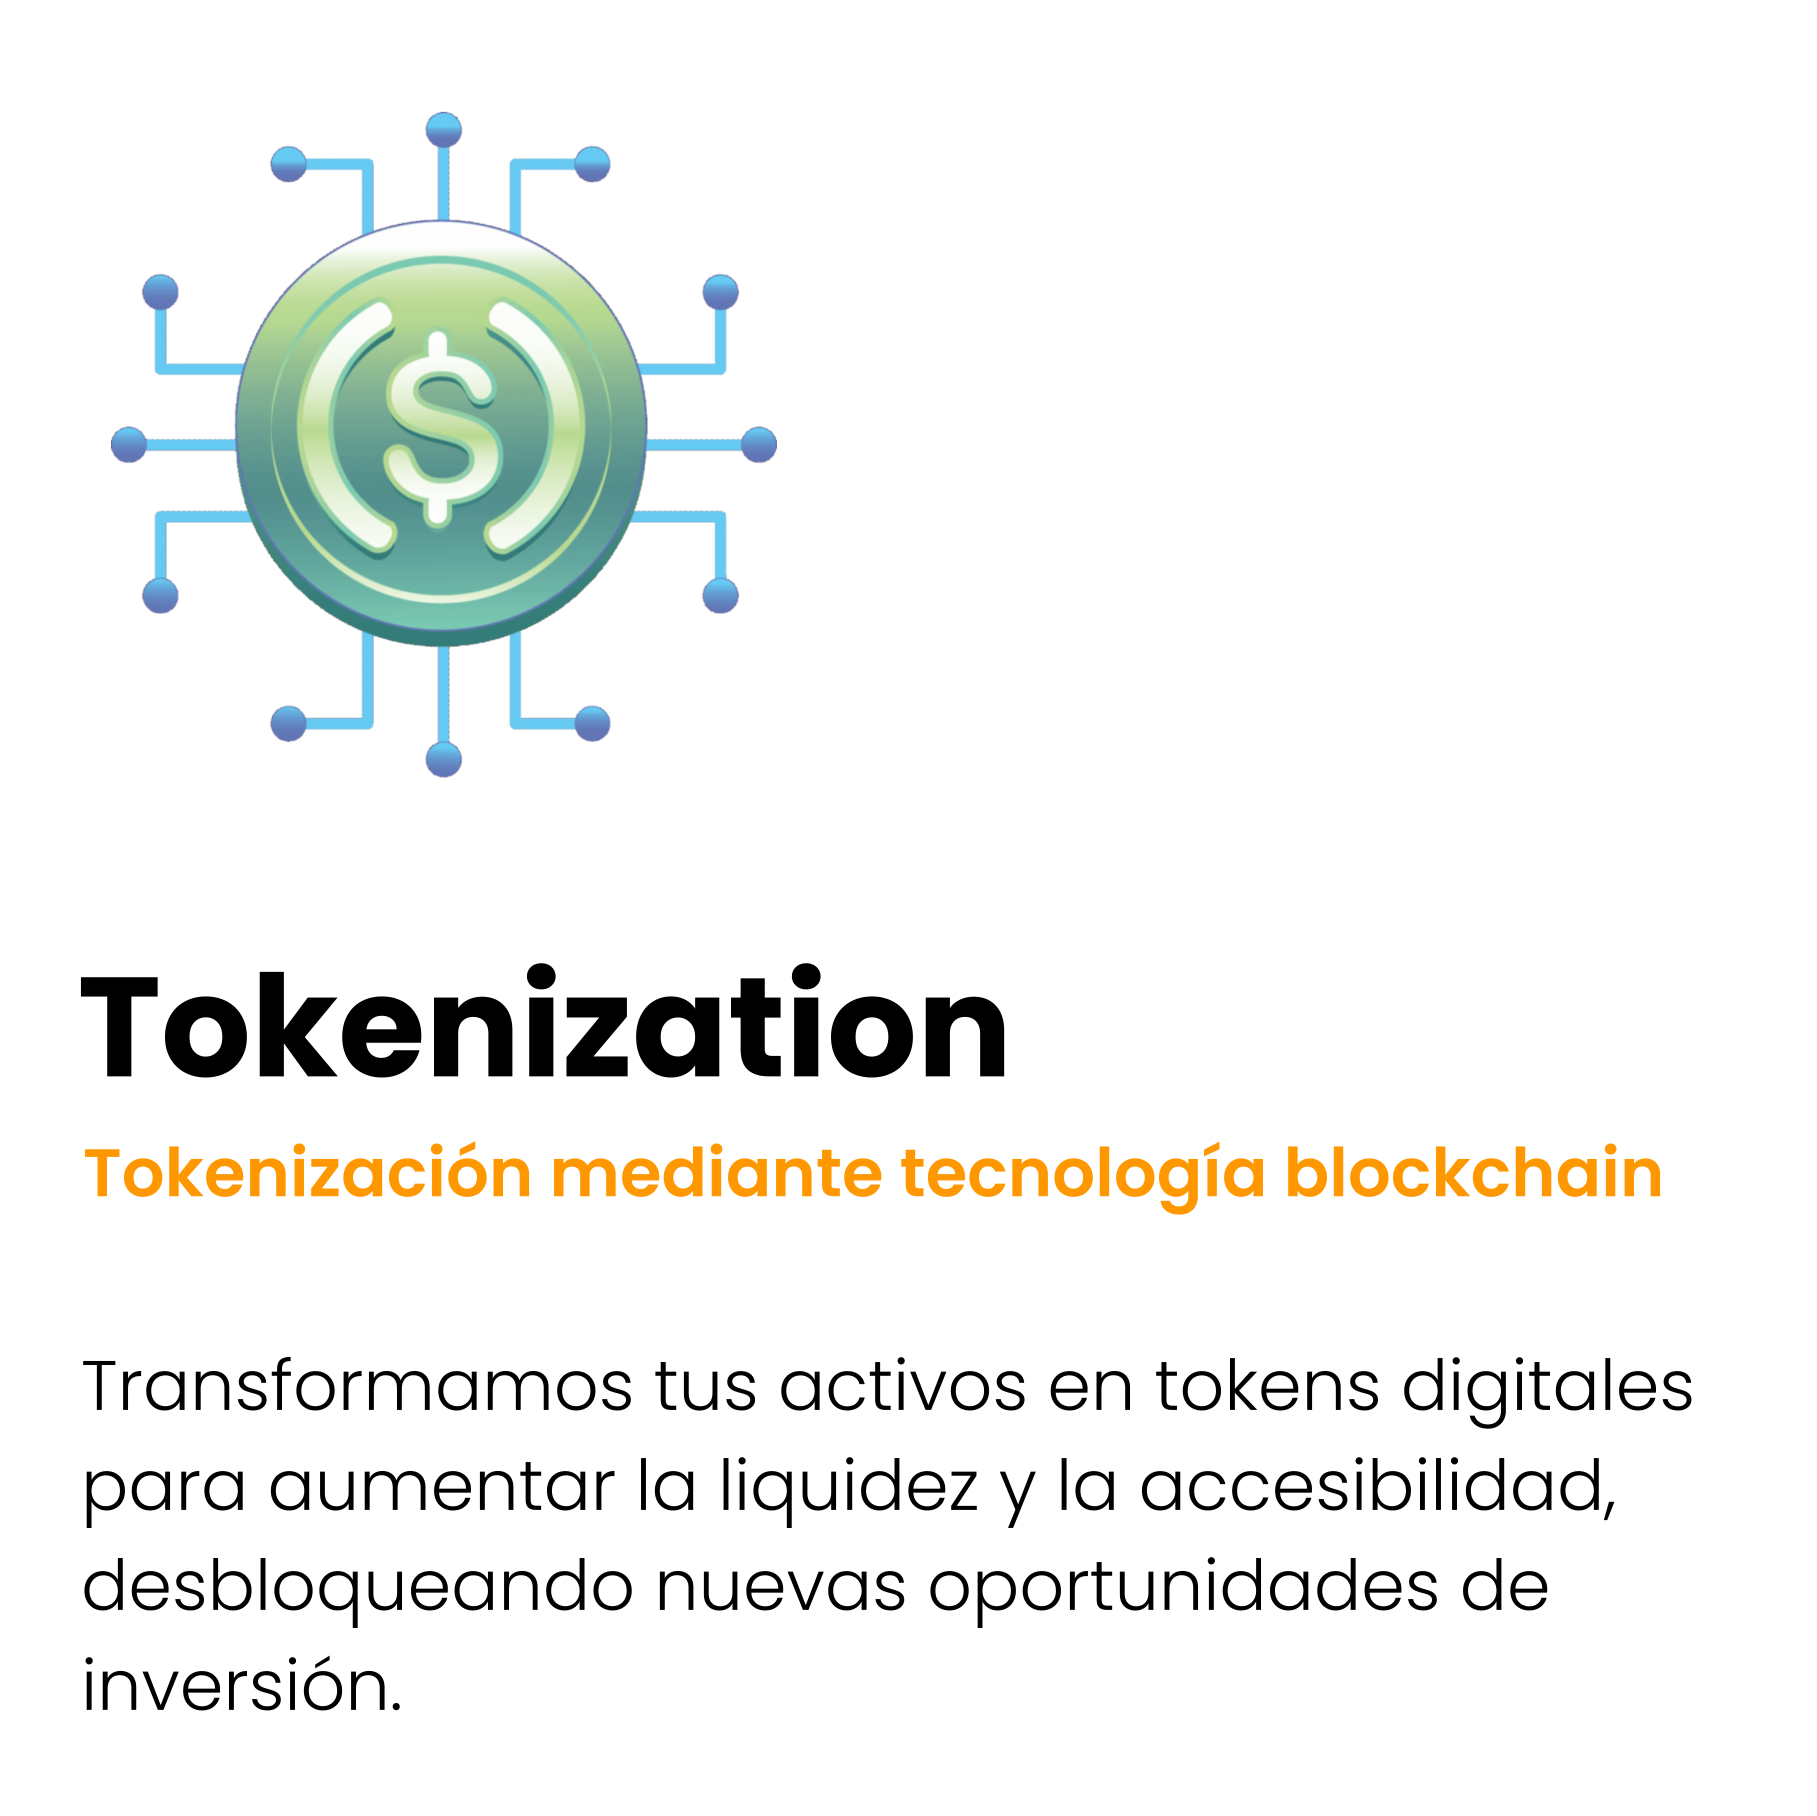 $
Tokenization
Tokenización mediante tecnología blockchain
Transformamos tus activos en tokens digitales
para aumentar la liquidez y la accesibilidad,
desbloqueando nuevas oportunidades de
inversión.